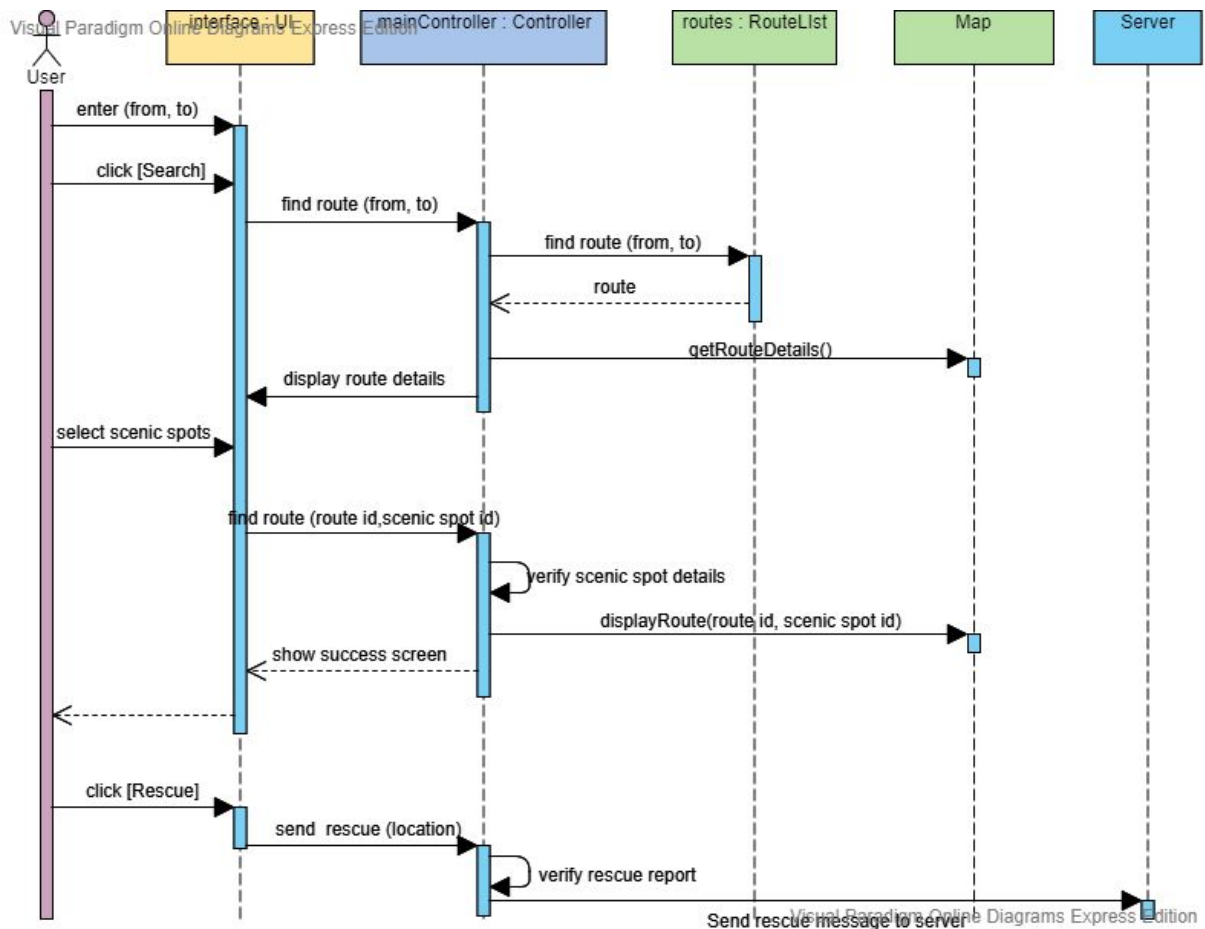 Visual Paradigm Online Diagrams Express Edition
interface : UI
mainController : Controller
routes : RouteLIst
Map
Server
User
enter (from, to)
click [Search]
find route (from, to)
find route (from, to)
route
getRouteDetails()
display route details
select scenic spots
find route (route id,scenic spot id)
verify scenic spot details
displayRoute(route id, scenic spot id)
show success screen
click [Rescue]
send rescue (location)
verify rescue report
Send rescue message to server
Visual Paradigm Online Diagrams Express Edition